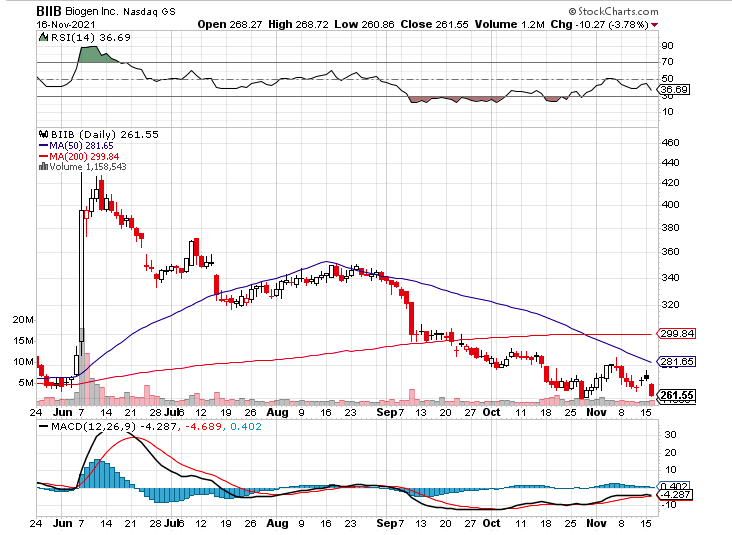 BIIB Biogen Inc. Nasdaq GS © StockCharts.com
16-Nov-2021 Open 268.27 High 268.72 Low 260.86 Close 261.55 Volume 1.2M Chg -10.27 (-3.78%)
RSI(14) 36.69
90
70
50
36.69
30
10
BIIB (Daily) 261.55
MA(50) 281.65
MA(200) 299.84
Volume 1,158,543
460
440
420
400
380
360
340
320
299.84
281.65
261.55
20M
15M
10M
5M
24 Jun 7 14 21 28 Jul 6 12 19 26 Aug 9 16 23 Sep 7 13 20 27 Oct 11 18 25 Nov 8 15
MACD(12,26,9) -4.287, -4.689, 0.402
30
20
10
0.402
-4.287
-10
24 Jun 7 14 21 28 Jul 6 12 19 26 Aug 9 16 23 Sep 7 13 20 27 Oct 11 18 25 Nov 8 15